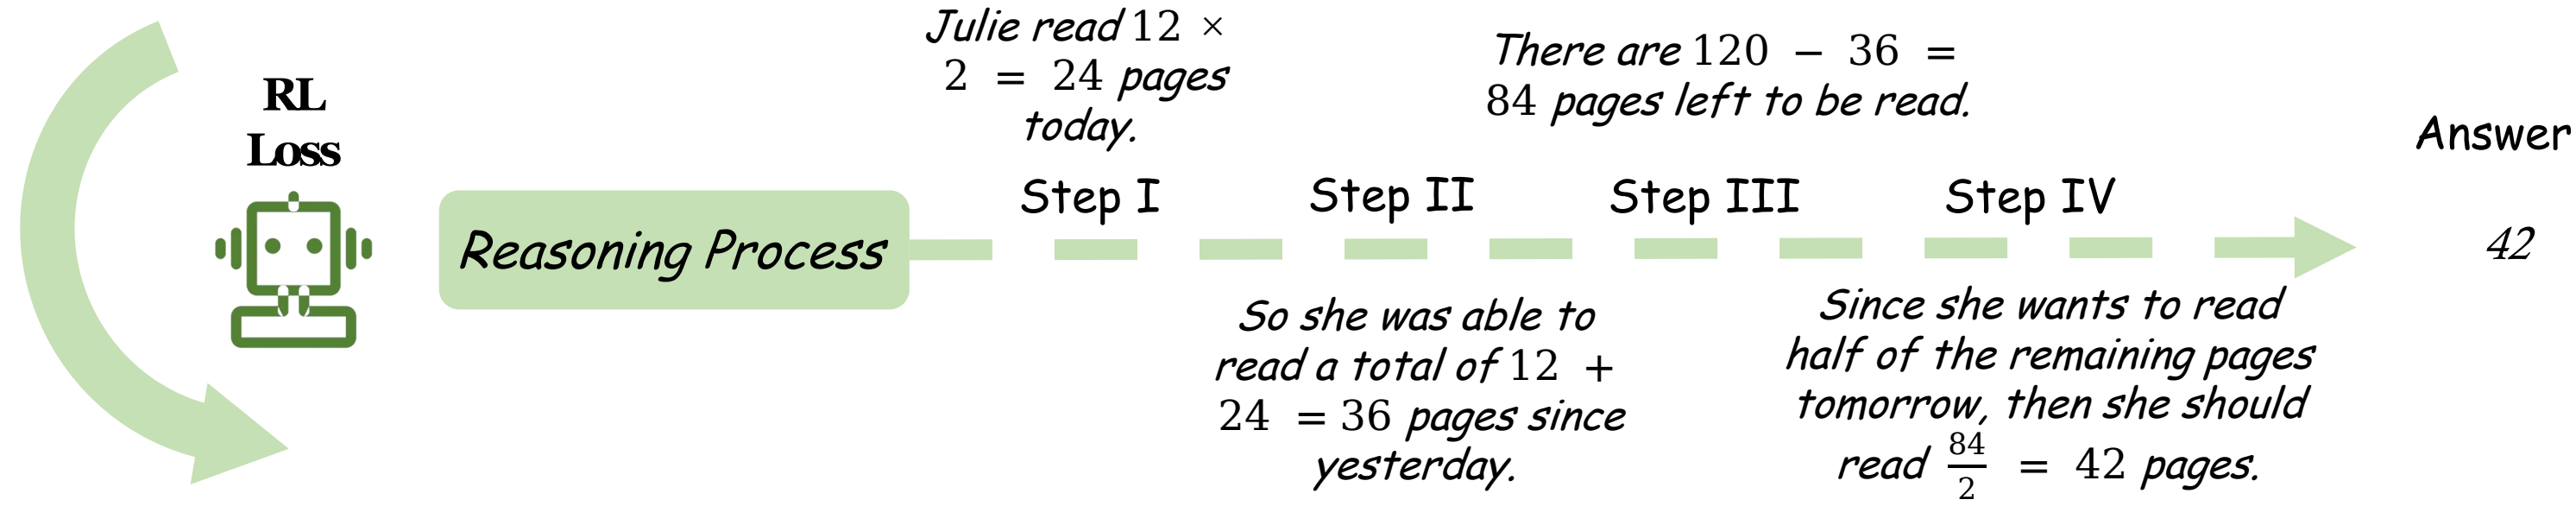 RL
Loss
Reasoning Process
Julie read 12 ×
2 = 24 pages
today.
Step I
Step II
So she was able to
read a total of 12 +
24 = 36 pages since
yesterday.
There are 120 − 36 =
84 pages left to be read.
Step III
Step IV
Since she wants to read
half of the remaining pages
tomorrow, then she should
read 84/2 = 42 pages.
Answer
42